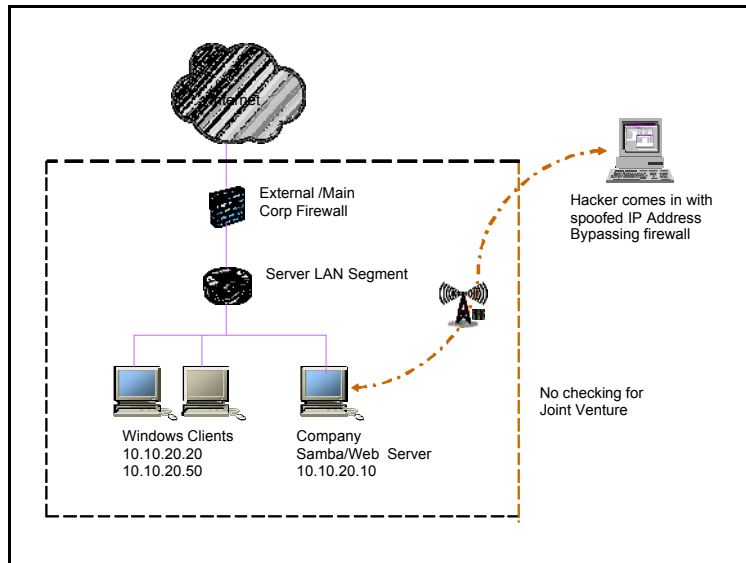 Internet
External /Main
Corp Firewall
Hacker comes in with
spoofed IP Address
Bypassing firewall
Server LAN Segment
No checking for
Joint Venture
Windows Clients
10.10.20.20
10.10.20.50
Company
Samba/Web Server
10.10.20.10